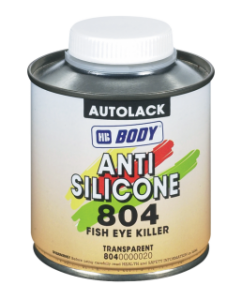 AUTOLACK
HB BODY
ANTI
SILICONE
804
FISH EYE KILLER
TRANSPARENT
8040000020